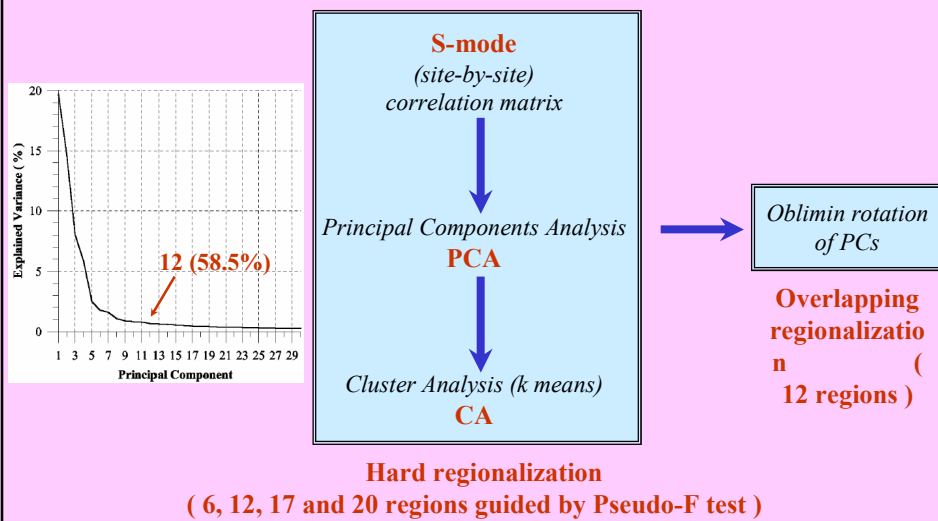 S-mode
(site-by-site)
correlation matrix
20
15
10
5
0
Explained Variance ( % )
12 (58.5%)
1 3 5 7 9 11 13 15 17 19 21 23 25 27 29
Principal Component
Principal Components Analysis
PCA
Cluster Analysis (k means)
CA
Oblimin rotation
of PCs
Overlapping
regionalizatio
n (
12 regions )
Hard regionalization
( 6, 12, 17 and 20 regions guided by Pseudo-F test )